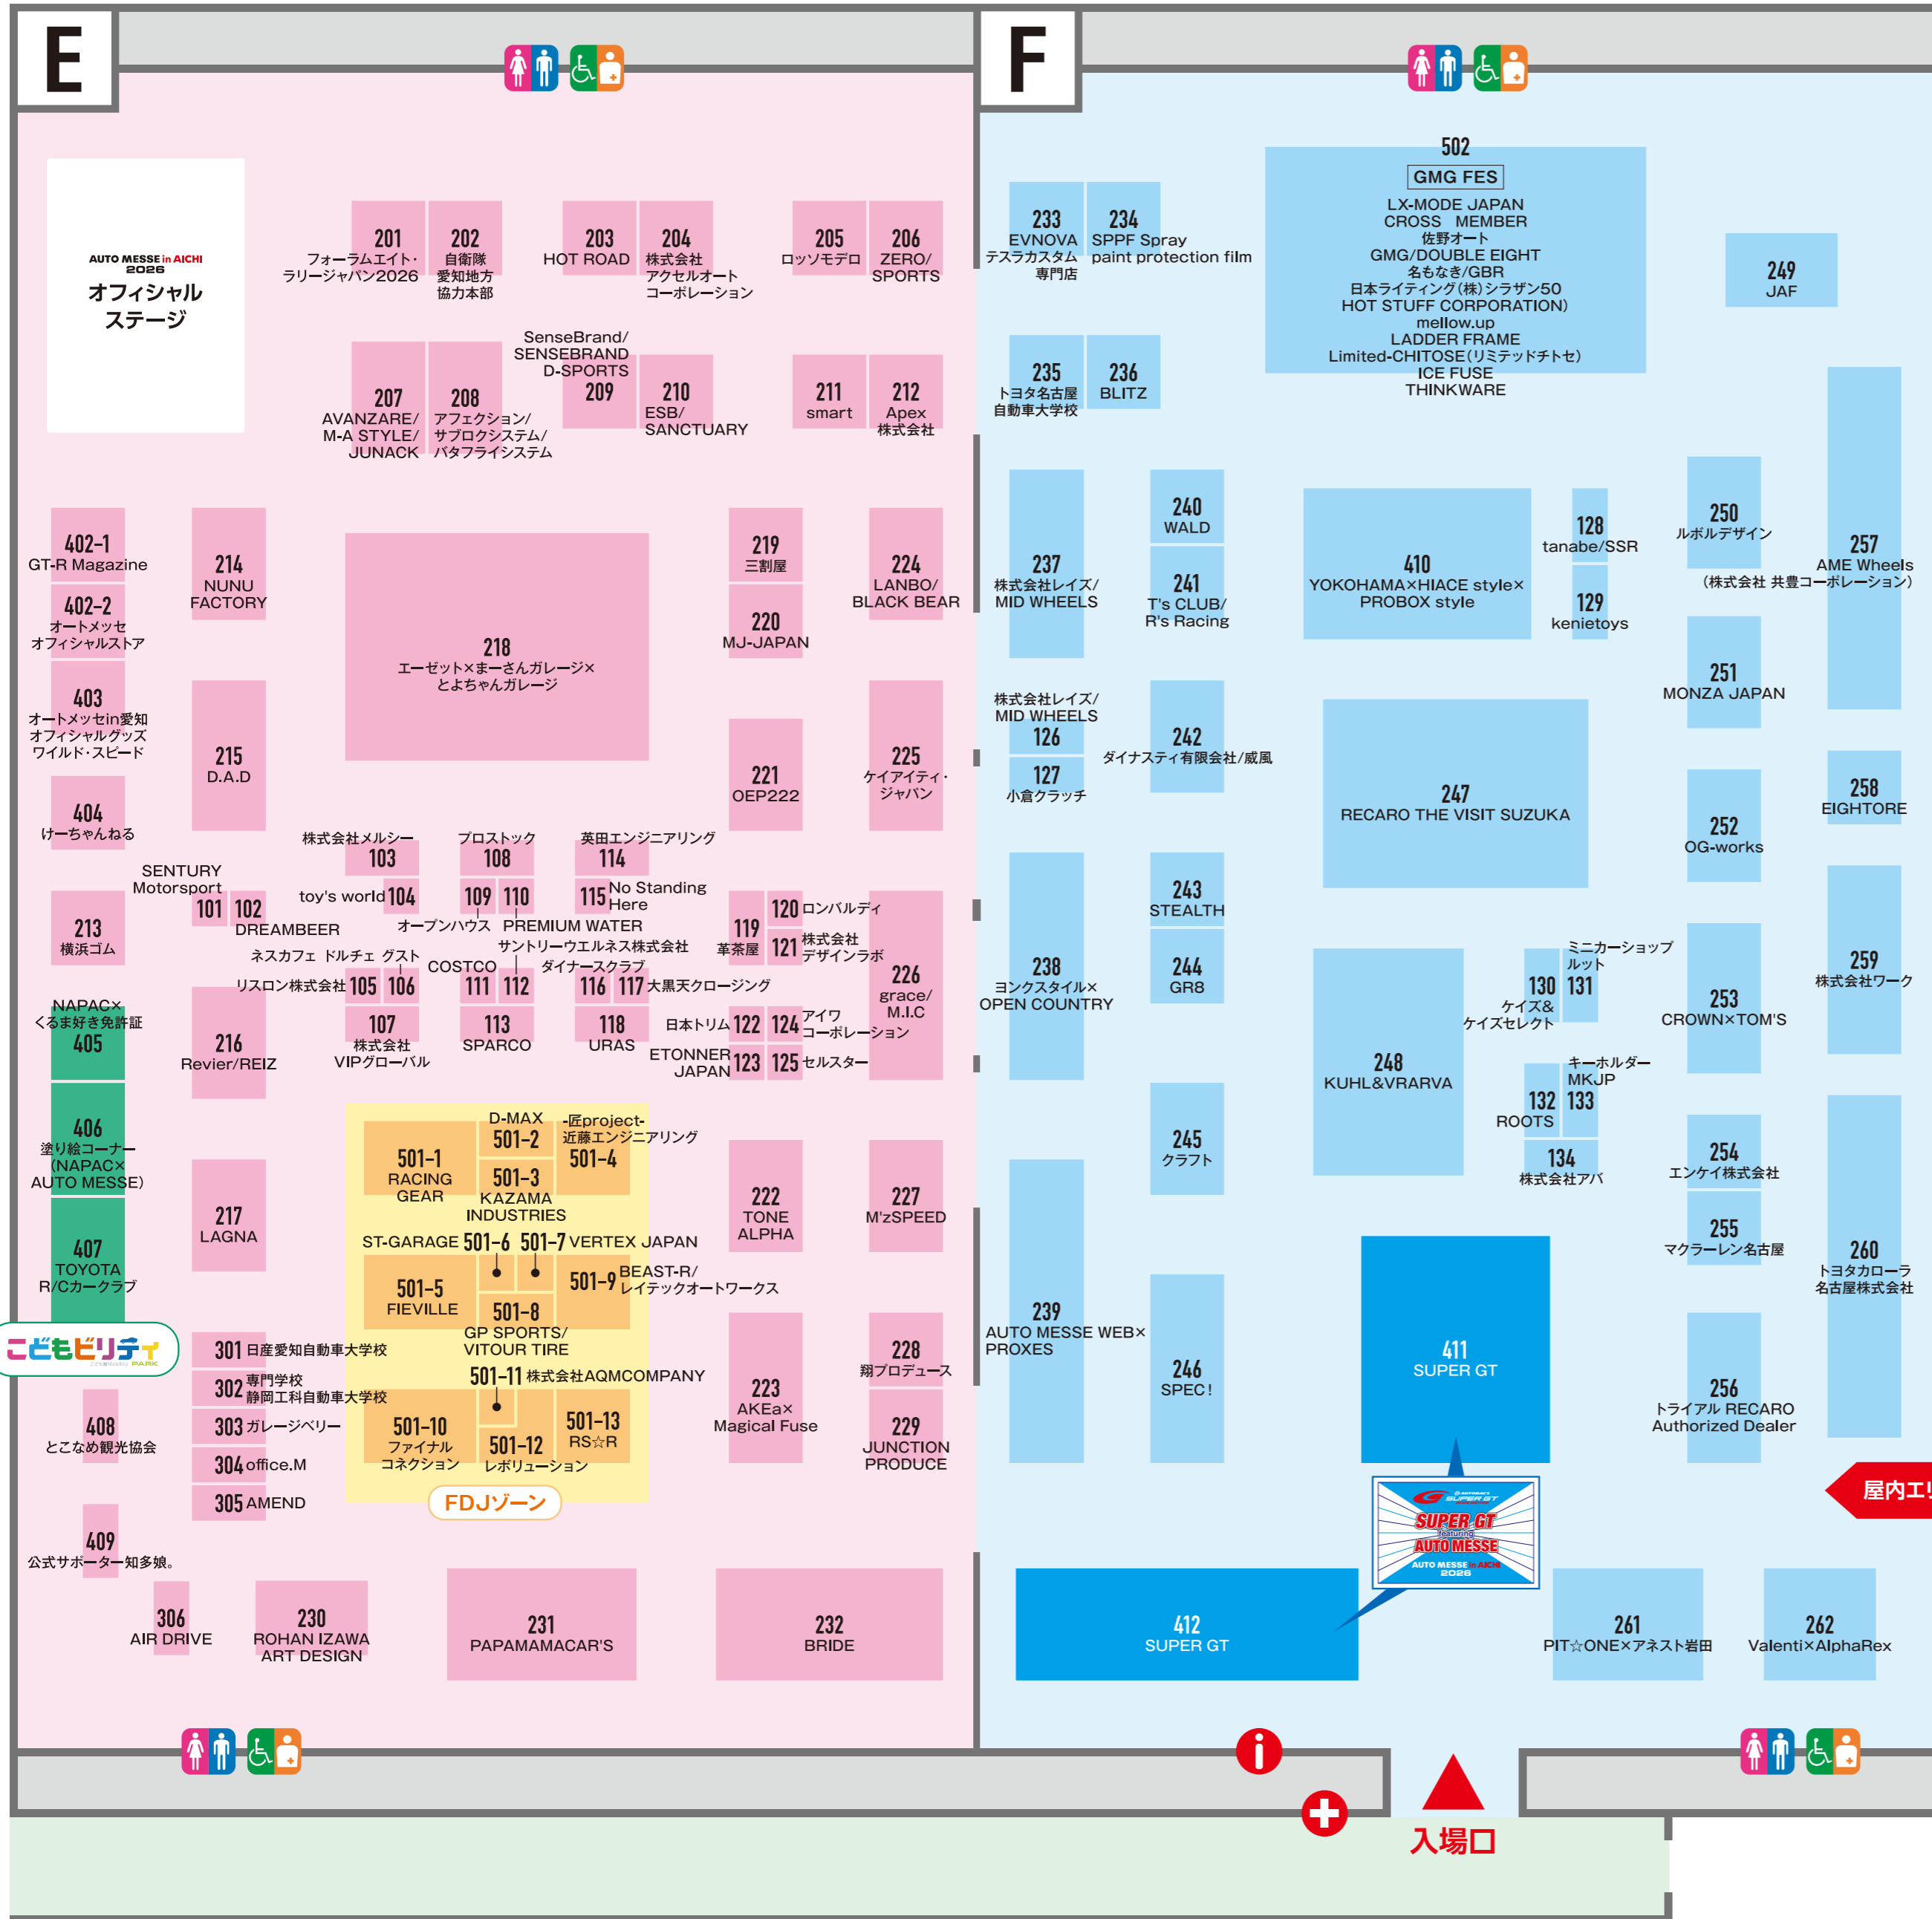 E
F
AUTO MESSE in AICHI
2026
オフィシャル
ステージ
201
フォーラムエイト・
ラリージャパン2026
202
自衛隊
愛知地方
協力本部
203
HOT ROAD
204
株式会社
アクセルオート
コーポレーション
205
ロッソモデロ
206
ZERO/
SPORTS
207
AVANZARE/
M-A STYLE/
JUNACK
208
アフェクション/
サブロクシステム/
バタフライシステム
SenseBrand/
SENSEBRAND
D-SPORTS
209
210
ESB/
SANCTUARY
211
smart
212
Apex
株式会社
402-1
GT-R Magazine
402-2
オートメッセ
オフィシャルストア
403
オートメッセin愛知
オフィシャルグッズ
ワイルド・スピード
404
けーちゃんねる
214
NUNU
FACTORY
215
D.A.D
218
エーゼット×まーさんガレージ×
とよちゃんガレージ
219
三割屋
220
MJ-JAPAN
221
OEP222
224
LANBO/
BLACK BEAR
225
ケイアイティ・
ジャパン
SENTURY
Motorsport
101
102
DREAMBEER
213
横浜ゴム
株式会社メルシー
103
toy's world
104
プロストック
108
109
オープンハウス
110
PREMIUM WATER
英田エンジニアリング
114
115
No Standing
Here
ネスカフェ ドルチェ グスト
リスロン株式会社
105
106
107
株式会社
VIPグローバル
COSTCO
111
サントリーウエルネス株式会社
112
113
SPARCO
ダイナースクラブ
116
117
大黒天クロージング
118
URAS
119
革茶屋
120
ロンバルディ
121
株式会社
デザインラボ
日本トリム
122
ETONNER
JAPAN
123
124
アイワ
コーポレーション
125
セルスター
226
grace/
M.I.C
NAPAC×
くるま好き免許証
405
406
塗り絵コーナー
(NAPAC×
AUTO MESSE)
407
TOYOTA
R/Cカークラブ
こどもビリティ
PARK
216
Revier/REIZ
217
LAGNA
501-1
RACING
GEAR
D-MAX
501-2
501-3
KAZAMA
INDUSTRIES
-匠project-
近藤エンジニアリング
501-4
ST-GARAGE
501-6
501-7
VERTEX JAPAN
501-5
FIEVILLE
501-8
GP SPORTS/
VITOUR TIRE
501-9
BEAST-R/
レイテックオートワークス
501-11
株式会社AQMCOMPANY
501-10
ファイナル
コネクション
501-12
レボリューション
501-13
RS☆R
FDJゾーン
222
TONE
ALPHA
223
AKEa×
Magical Fuse
227
M'zSPEED
228
翔プロデュース
229
JUNCTION
PRODUCE
301
日産愛知自動車大学校
302
専門学校
静岡工科自動車大学校
303
ガレージベリー
304
office.M
305
AMEND
408
とこなめ観光協会
409
公式サポーター知多娘。
306
AIR DRIVE
230
ROHAN IZAWA
ART DESIGN
231
PAPAMAMACAR'S
232
BRIDE
233
EVNOVA
テスラカスタム
専門店
234
SPPF Spray
paint protection film
235
トヨタ名古屋
自動車大学校
236
BLITZ
502
GMG FES
LX-MODE JAPAN
CROSS MEMBER
佐野オート
GMG/DOUBLE EIGHT
名もなき/GBR
日本ライティング(株)シラザン50
HOT STUFF CORPORATION)
mellow.up
LADDER FRAME
Limited-CHITOSE(リミテッドチトセ)
ICE FUSE
THINKWARE
249
JAF
237
株式会社レイズ/
MID WHEELS
240
WALD
241
T's CLUB/
R's Racing
410
YOKOHAMA×HIACE style×
PROBOX style
128
tanabe/SSR
129
kenietoys
250
ルボルデザイン
257
AME Wheels
(株式会社 共豊コーポレーション)
251
MONZA JAPAN
株式会社レイズ/
MID WHEELS
126
127
小倉クラッチ
242
ダイナスティ有限会社/威風
247
RECARO THE VISIT SUZUKA
252
OG-works
258
EIGHTORE
238
ヨンクスタイル×
OPEN COUNTRY
243
STEALTH
244
GR8
248
KUHL&VRARVA
130
ケイズ&
ケイズセレクト
ミニカーショップ
ルット
131
132
ROOTS
キーホルダー
MKJP
133
134
株式会社アバ
253
CROWN×TOM'S
259
株式会社ワーク
245
クラフト
254
エンケイ株式会社
255
マクラーレン名古屋
260
トヨタカローラ
名古屋株式会社
239
AUTO MESSE WEB×
PROXES
246
SPEC!
411
SUPER GT
256
トライアル RECARO
Authorized Dealer
屋内エリ
AUTOBACS
SUPER GT
SUPER GT
featuring
AUTO MESSE
AUTO MESSE in AICHI
2026
412
SUPER GT
261
PIT☆ONE×アネスト岩田
262
Valenti×AlphaRex
i
入場口